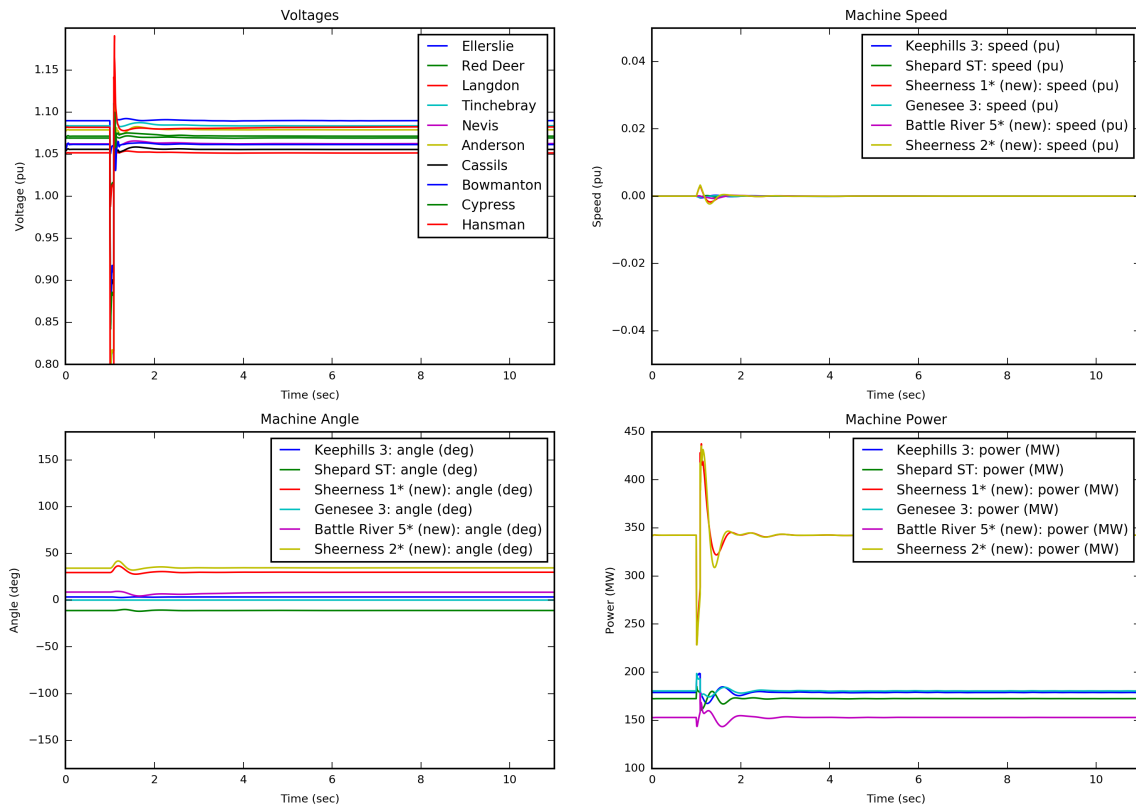 Voltages
1.15
1.10
1.05
1.00
0.95
0.90
0.85
0.80
Voltage (pu)
0
2
4
6
8
10
Time (sec)
Ellerslie
Red Deer
Langdon
Tinchebray
Nevis
Anderson
Cassils
Bowmanton
Cypress
Hansman
Machine Speed
0.04
0.02
0.00
−0.02
−0.04
Speed (pu)
0
2
4
6
8
10
Time (sec)
Keephills 3: speed (pu)
Shepard ST: speed (pu)
Sheerness 1* (new): speed (pu)
Genesee 3: speed (pu)
Battle River 5* (new): speed (pu)
Sheerness 2* (new): speed (pu)
Machine Angle
150
100
50
0
−50
−100
−150
Angle (deg)
0
2
4
6
8
10
Time (sec)
Keephills 3: angle (deg)
Shepard ST: angle (deg)
Sheerness 1* (new): angle (deg)
Genesee 3: angle (deg)
Battle River 5* (new): angle (deg)
Sheerness 2* (new): angle (deg)
Machine Power
450
400
350
300
250
200
150
100
Power (MW)
0
2
4
6
8
10
Time (sec)
Keephills 3: power (MW)
Shepard ST: power (MW)
Sheerness 1* (new): power (MW)
Genesee 3: power (MW)
Battle River 5* (new): power (MW)
Sheerness 2* (new): power (MW)